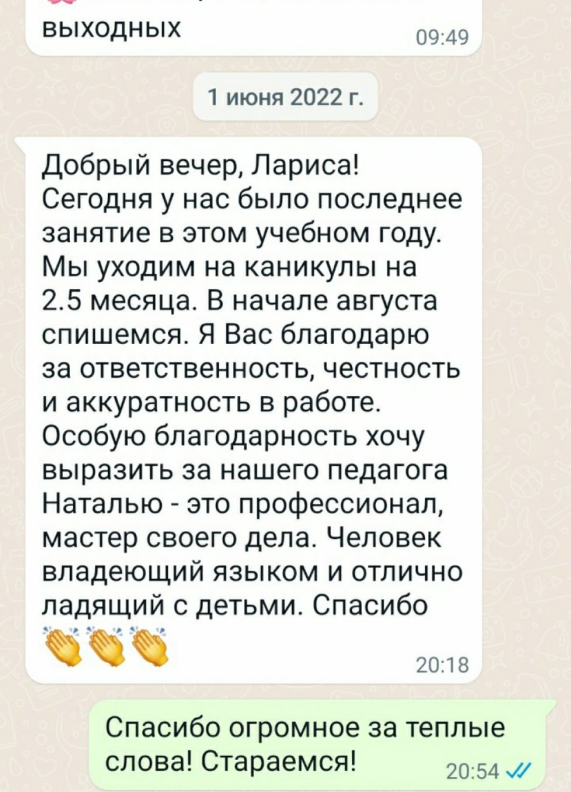 выходных
09:49
1 июня 2022 г.
Добрый вечер, Лариса!
Сегодня у нас было последнее
занятие в этом учебном году.
Мы уходим на каникулы на
2.5 месяца. В начале августа
спишемся. Я Вас благодарю
за ответственность, честность
и аккуратность в работе.
Особую благодарность хочу
выразить за нашего педагога
Наталью - это профессионал,
мастер своего дела. Человек
владеющий языком и отлично
ладящий с детьми. Спасибо
👏👏👏
20:18
Спасибо огромное за теплые
слова! Стараемся!
20:54